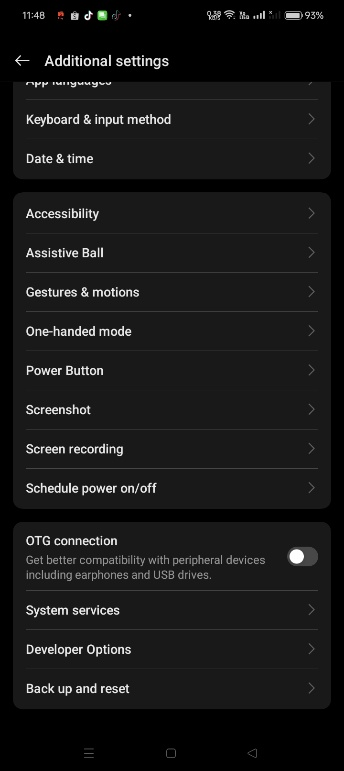 11:48
93%
Additional settings
App languages
Keyboard & input method
Date & time
Accessibility
Assistive Ball
Gestures & motions
One-handed mode
Power Button
Screenshot
Screen recording
Schedule power on/off
OTG connection
Get better compatibility with peripheral devices
including earphones and USB drives.
System services
Developer Options
Back up and reset